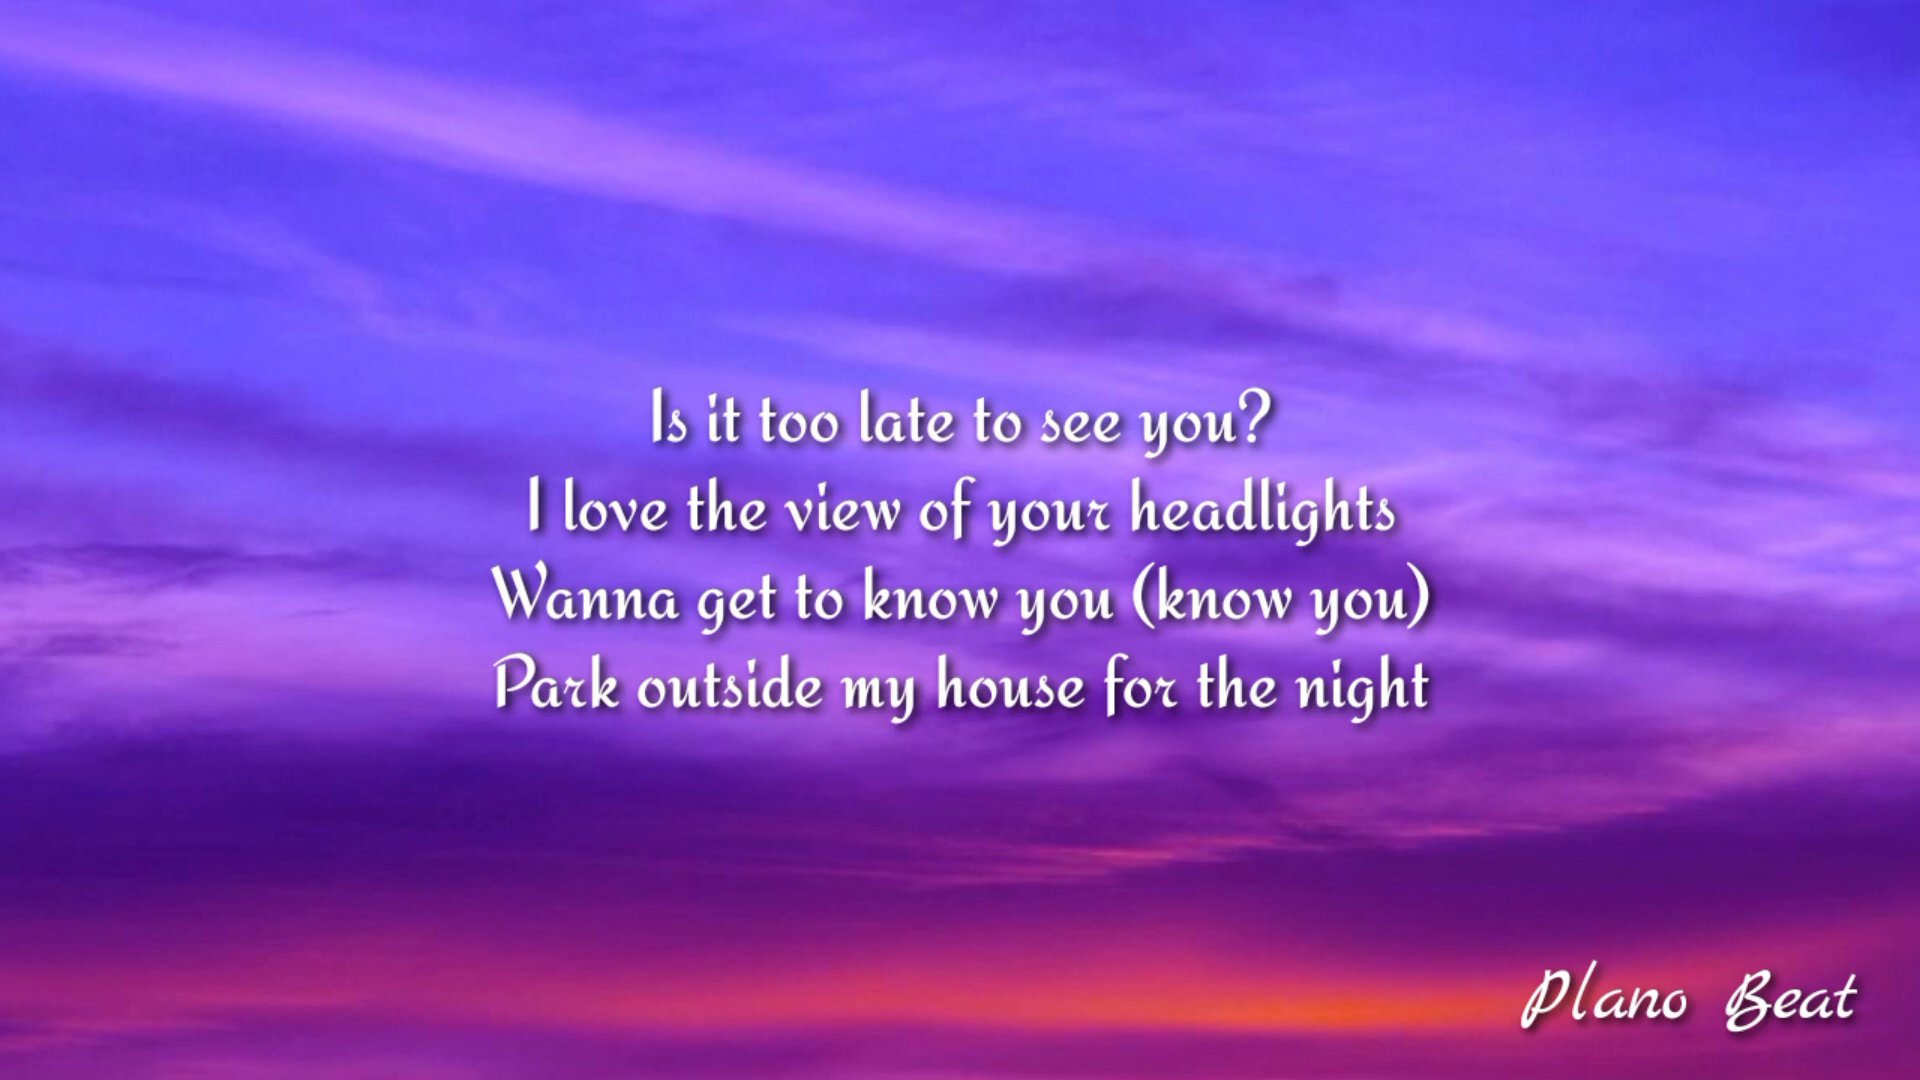 Is it too late to see you?
I love the view of your headlights
Wanna get to know you (know you)
Park outside my house for the night
Plano Beat